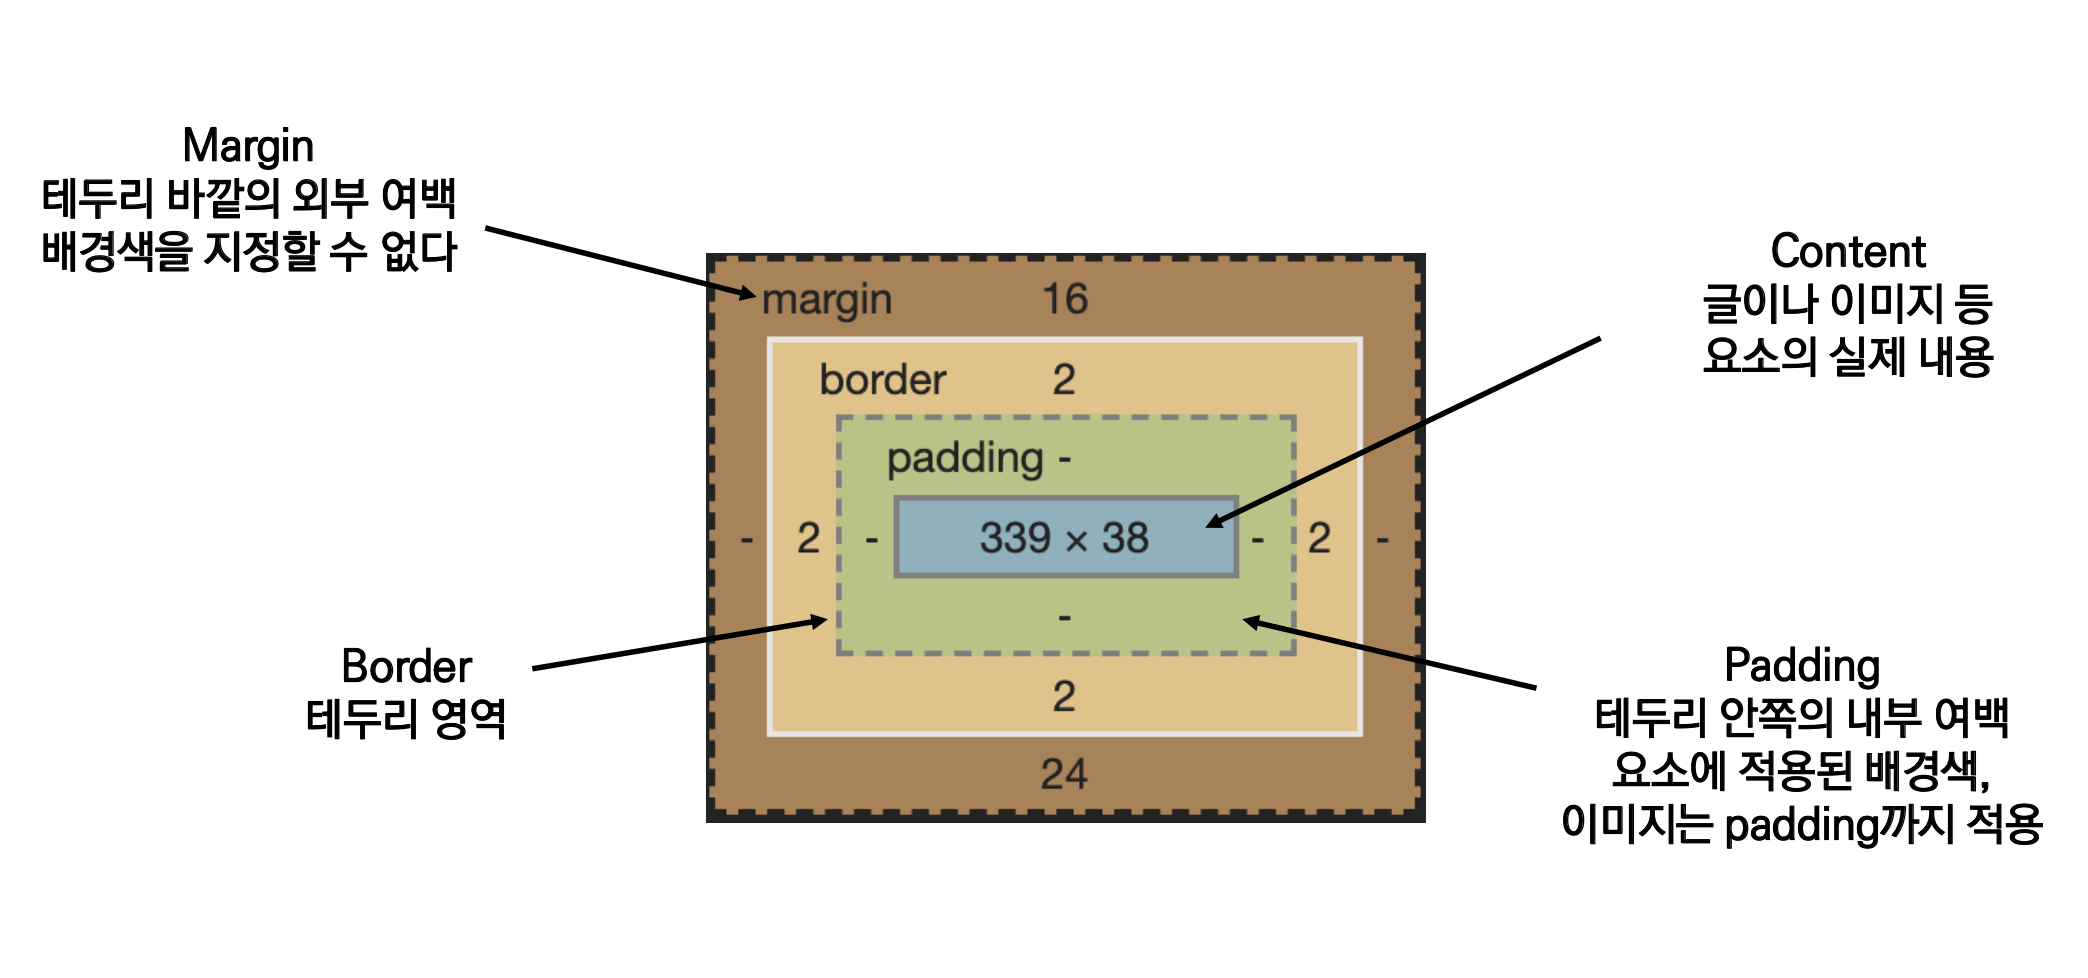 Margin
테두리 바깥의 외부 여백
배경색을 지정할 수 없다
Content
글이나 이미지 등
요소의 실제 내용
margin 16
border 2
padding -
- 2 - 339 × 38 - 2 -
-
2
24
Border
테두리 영역
Padding
테두리 안쪽의 내부 여백
요소에 적용된 배경색,
이미지는 padding까지 적용